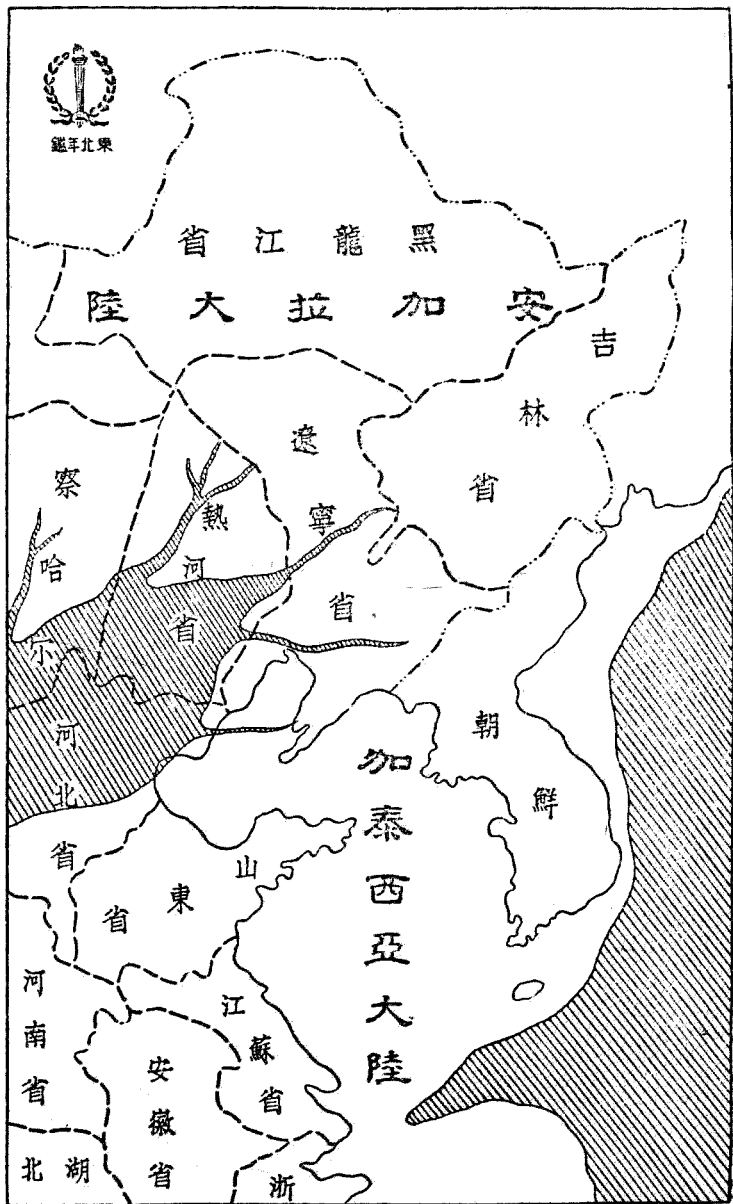 東北年鑑
黑龍江省
安加拉大陸
吉林省
遼寧省
察哈尔
熱河省
朝鮮
河北省
加泰西亞大陸
山東省
河南省
江蘇省
安徽省
湖北
浙